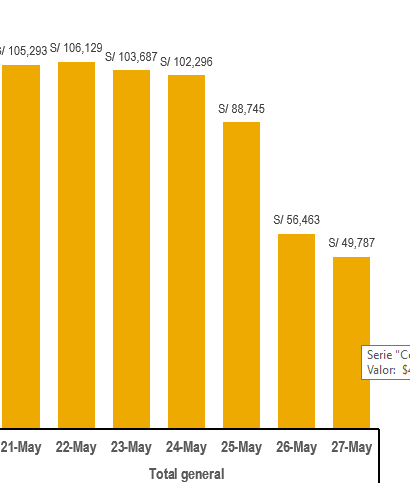 S/ 105,293 S/ 106,129 S/ 103,687 S/ 102,296
S/ 88,745
S/ 56,463
S/ 49,787
Serie
Valor:
21-May 22-May 23-May 24-May 25-May 26-May 27-May
Total general